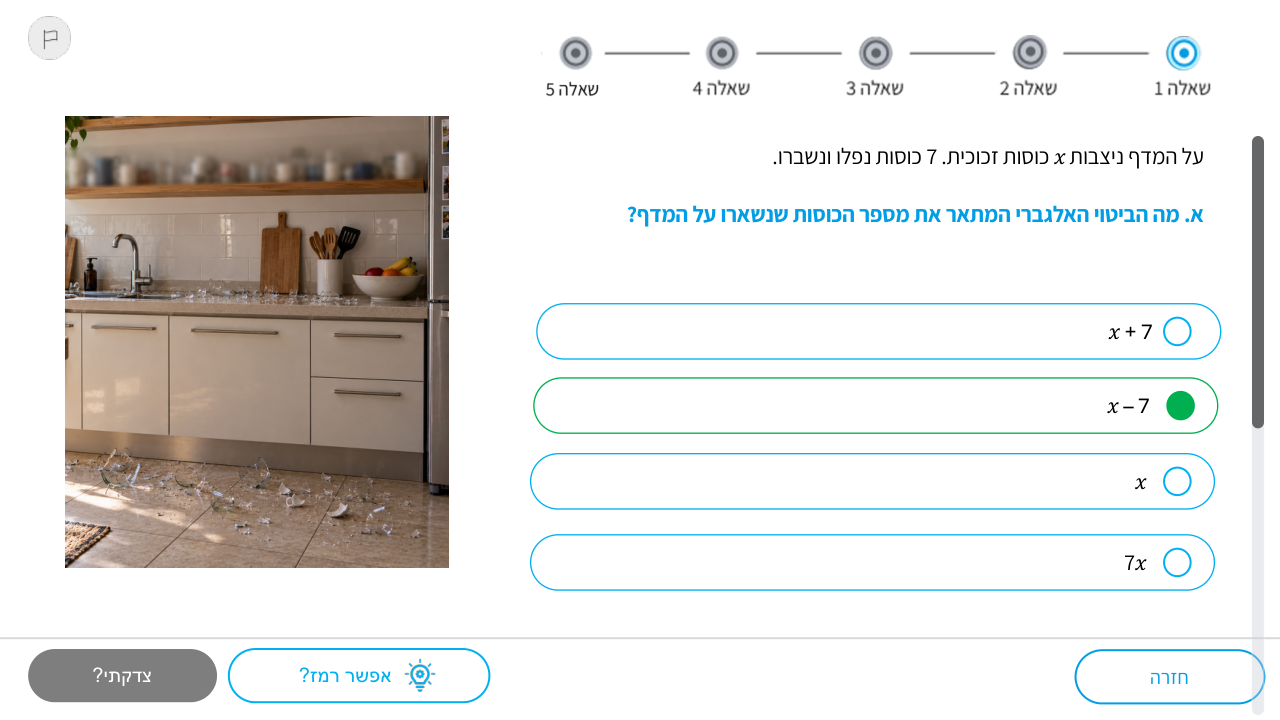 שאלה 1
שאלה 2
שאלה 3
שאלה 4
שאלה 5
על המדף ניצבות x כוסות זכוכית. 7 כוסות נפלו ונשברו.
א. מה הביטוי האלגברי המתאר את מספר הכוסות שנשארו על המדף?
x + 7
x – 7
x
7x
חזרה
אפשר רמז?
צדקתי?